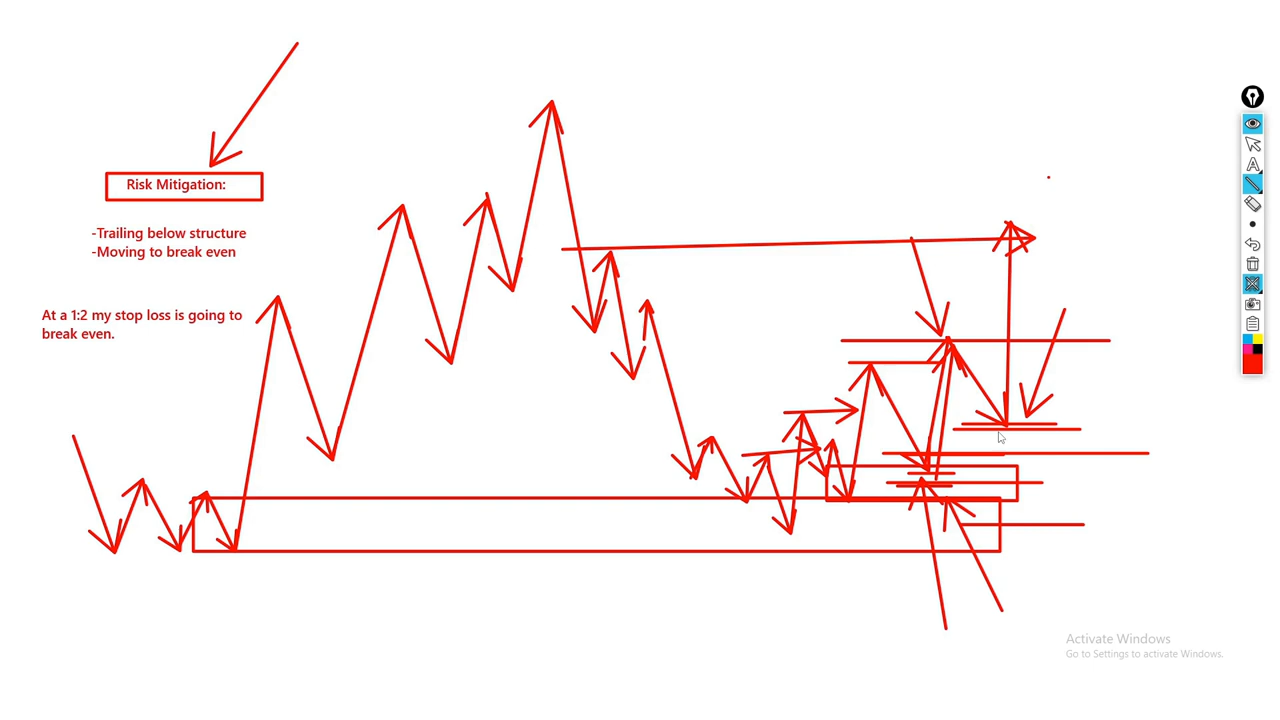 Risk Mitigation:
-Trailing below structure
-Moving to break even
At a 1:2 my stop loss is going to
break even.
Activate Windows
Go to Settings to activate Windows.